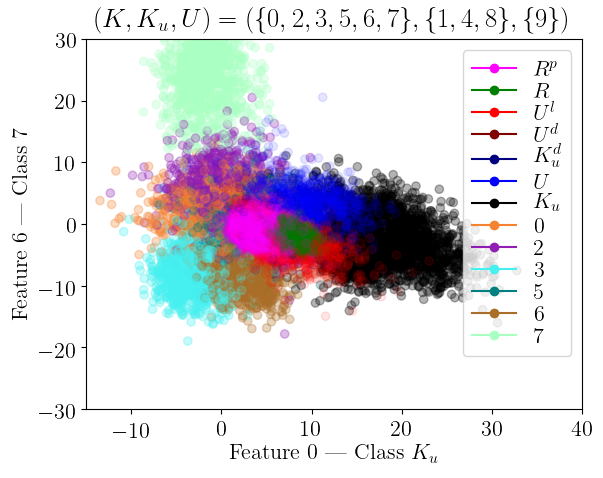 (K, K_u, U) = ({0, 2, 3, 5, 6, 7}, {1, 4, 8}, {9})
30
20
10
0
−10
−20
−30
Feature 6 — Class 7
R^p
R
U^l
U^d
K_u^d
U
K_u
0
2
3
5
6
7
−10
0
10
20
30
40
Feature 0 — Class K_u